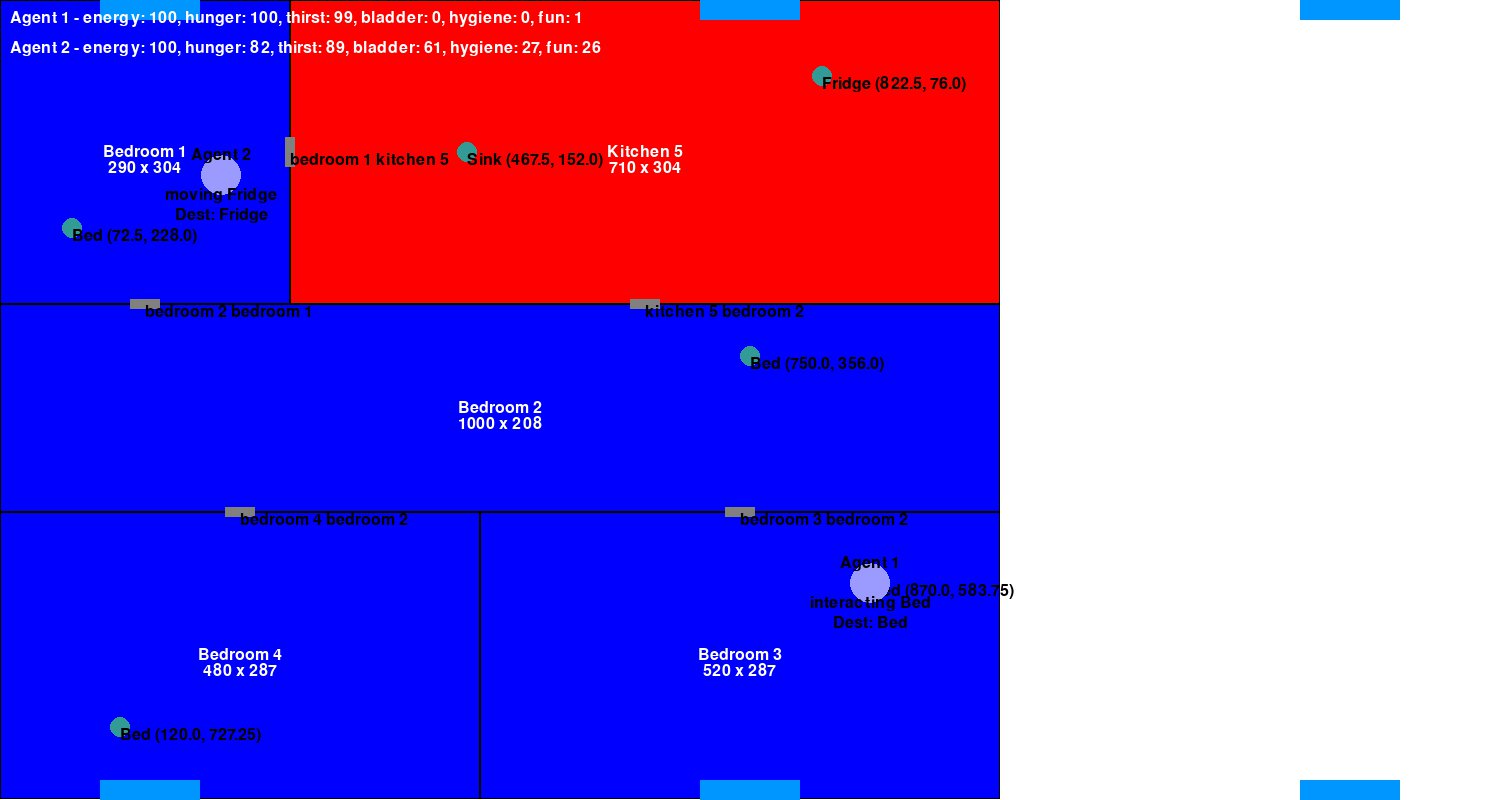 Agent 1 - energy: 100, hunger: 100, thirst: 99, bladder: 0, hygiene: 0, fun: 1
Agent 2 - energy: 100, hunger: 82, thirst: 89, bladder: 61, hygiene: 27, fun: 26
Fridge (822.5, 76.0)
Bedroom 1
290 x 304
Agent 2
bedroom 1 kitchen 5
Sink (467.5, 152.0)
Kitchen 5
710 x 304
moving Fridge
Dest: Fridge
Bed (72.5, 228.0)
bedroom 2 bedroom 1
kitchen 5 bedroom 2
Bed (750.0, 356.0)
Bedroom 2
1000 x 208
bedroom 4 bedroom 2
bedroom 3 bedroom 2
Agent 1
(870.0, 583.75)
interacting Bed
Dest: Bed
Bedroom 4
480 x 287
Bedroom 3
520 x 287
Bed (120.0, 727.25)